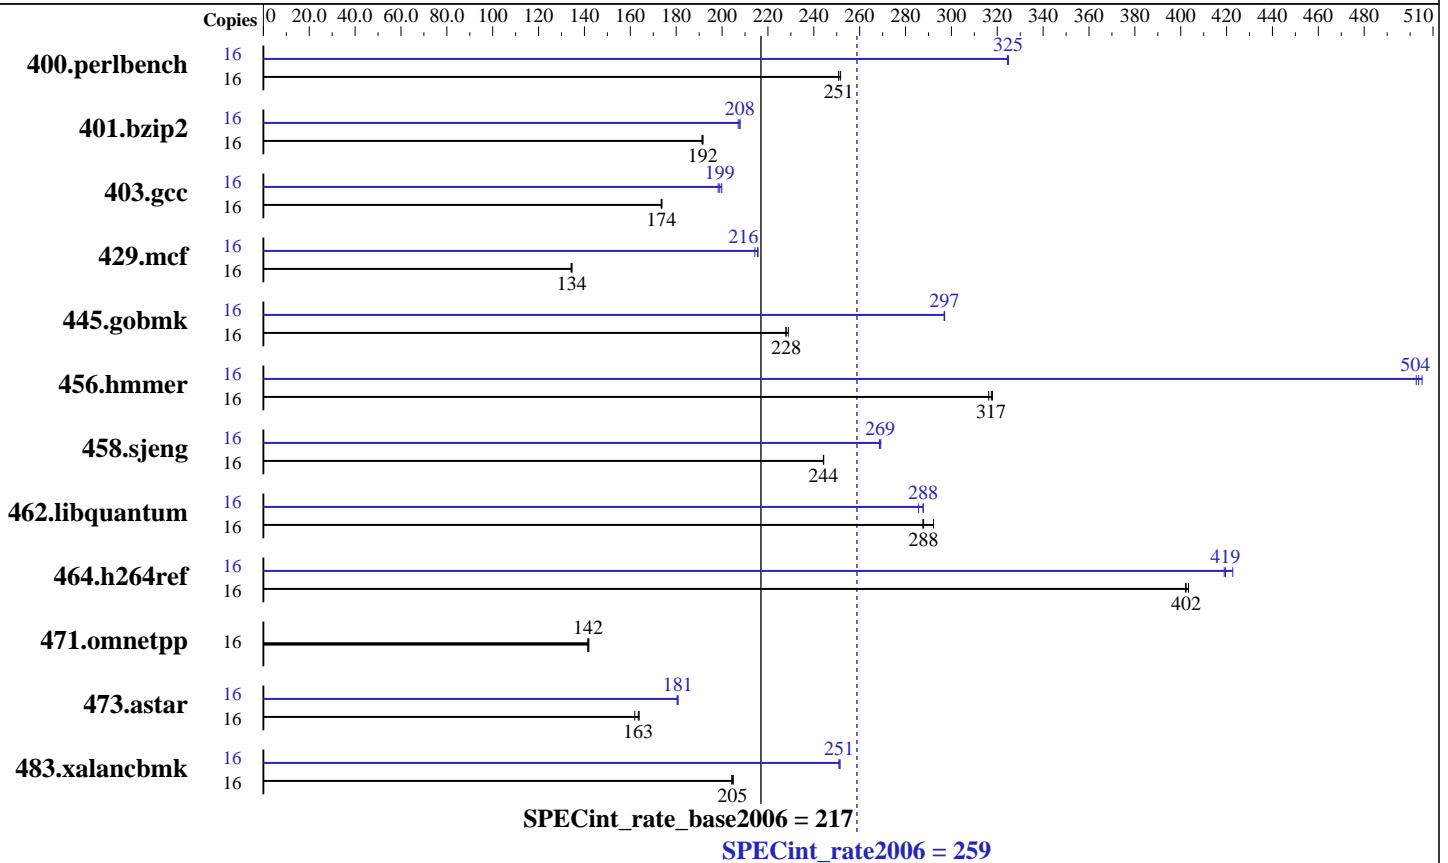 Copies 0 20.0 40.0 60.0 80.0 100 120 140 160 180 200 220 240 260 280 300 320 340 360 380 400 420 440 460 480 510
400.perlbench 16 325
16 251
401.bzip2 16 208
16 192
403.gcc 16 199
16 174
429.mcf 16 216
16 134
445.gobmk 16 297
16 228
456.hmmer 16 504
16 317
458.sjeng 16 269
16 244
462.libquantum 16 288
16 288
464.h264ref 16 419
16 402
471.omnetpp 16 142
473.astar 16 181
16 163
483.xalancbmk 16 251
16 205
SPECint_rate_base2006 = 217
SPECint_rate2006 = 259